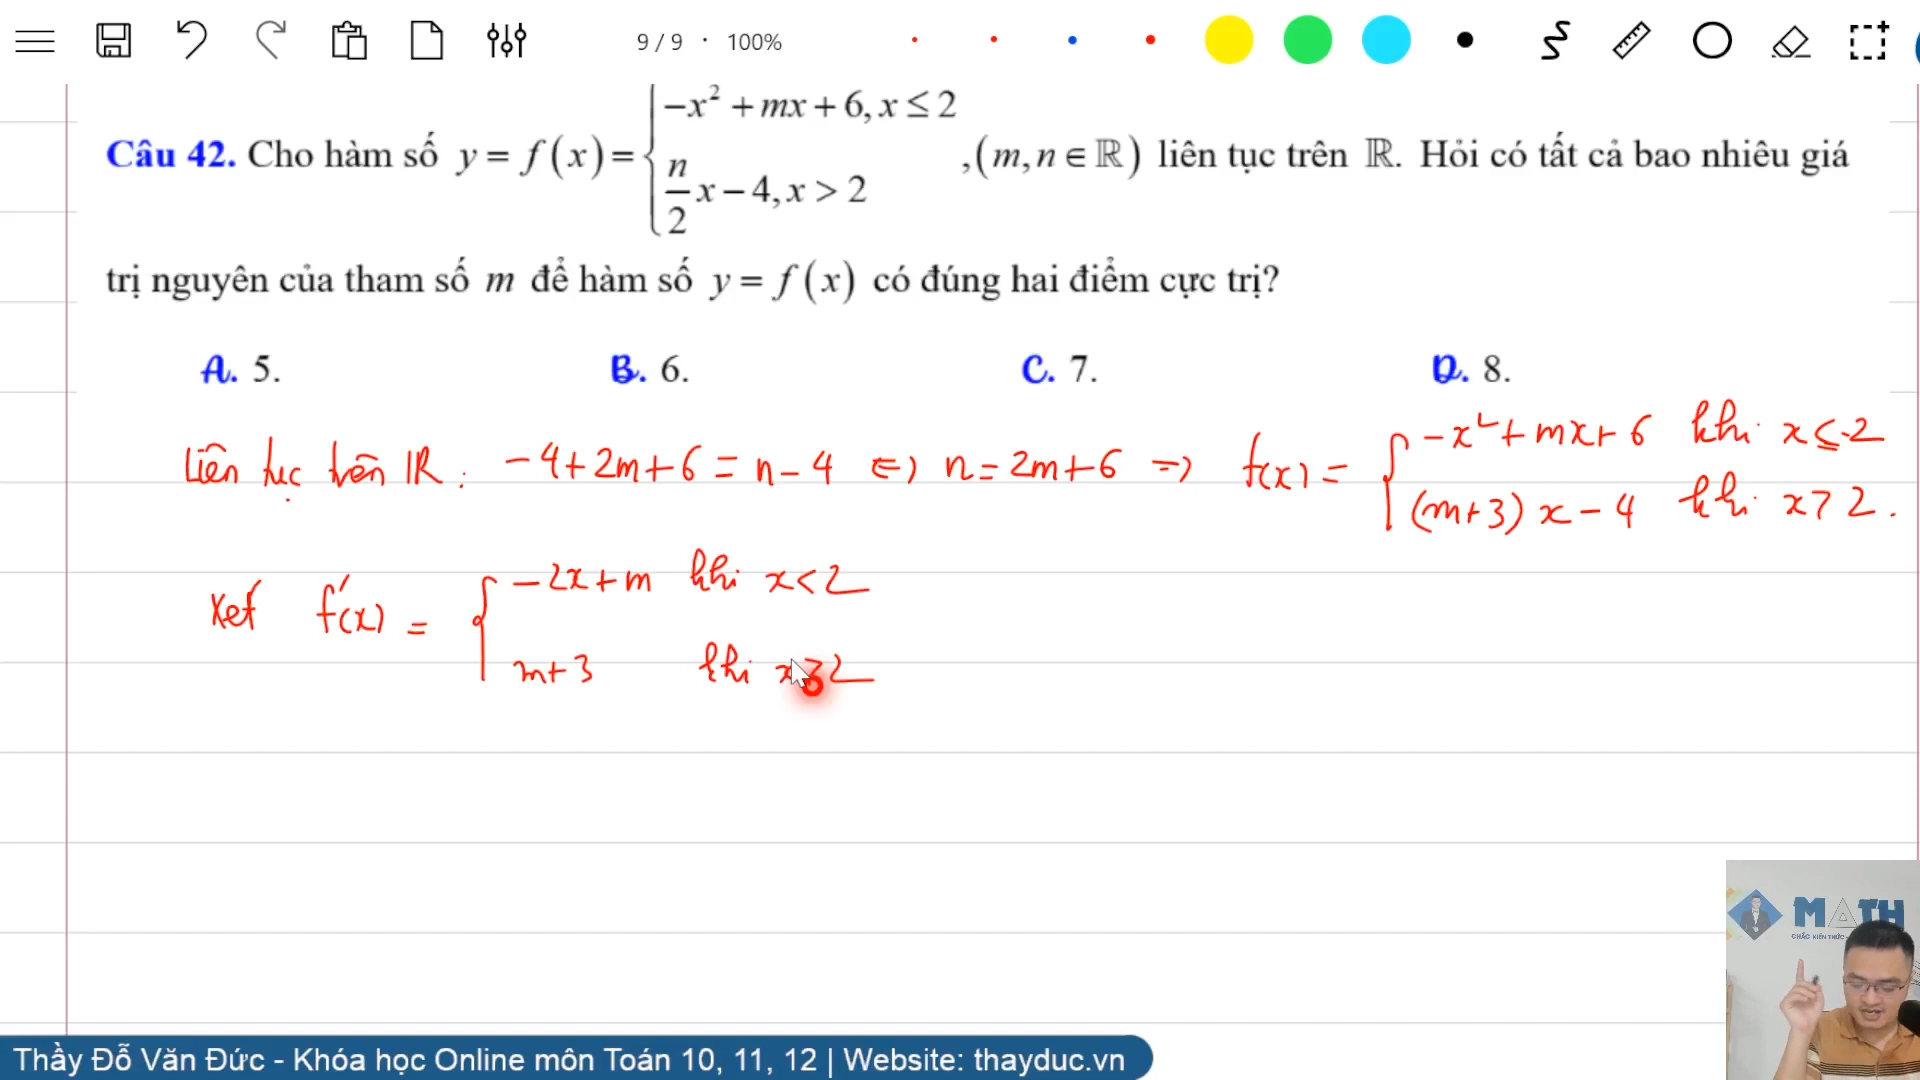 9 / 9 · 100%
Câu 42. Cho hàm số y = f(x) = { -x² + mx + 6, x ≤ 2 ; n/2 x - 4, x > 2 , (m, n ∈ ℝ) liên tục trên ℝ. Hỏi có tất cả bao nhiêu giá
trị nguyên của tham số m để hàm số y = f(x) có đúng hai điểm cực trị?
A. 5. B. 6. C. 7. D. 8.
Liên tục trên IR : -4+2m+6 = n-4 ⇔ n = 2m+6 ⇒ f(x) = { -x²+mx+6 khi x ≤ 2 ; (m+3)x-4 khi x > 2.
Xét f'(x) = { -2x+m khi x < 2 ; m+3 khi x > 2
MATH
Thầy Đỗ Văn Đức - Khóa học Online môn Toán 10, 11, 12 | Website: thayduc.vn